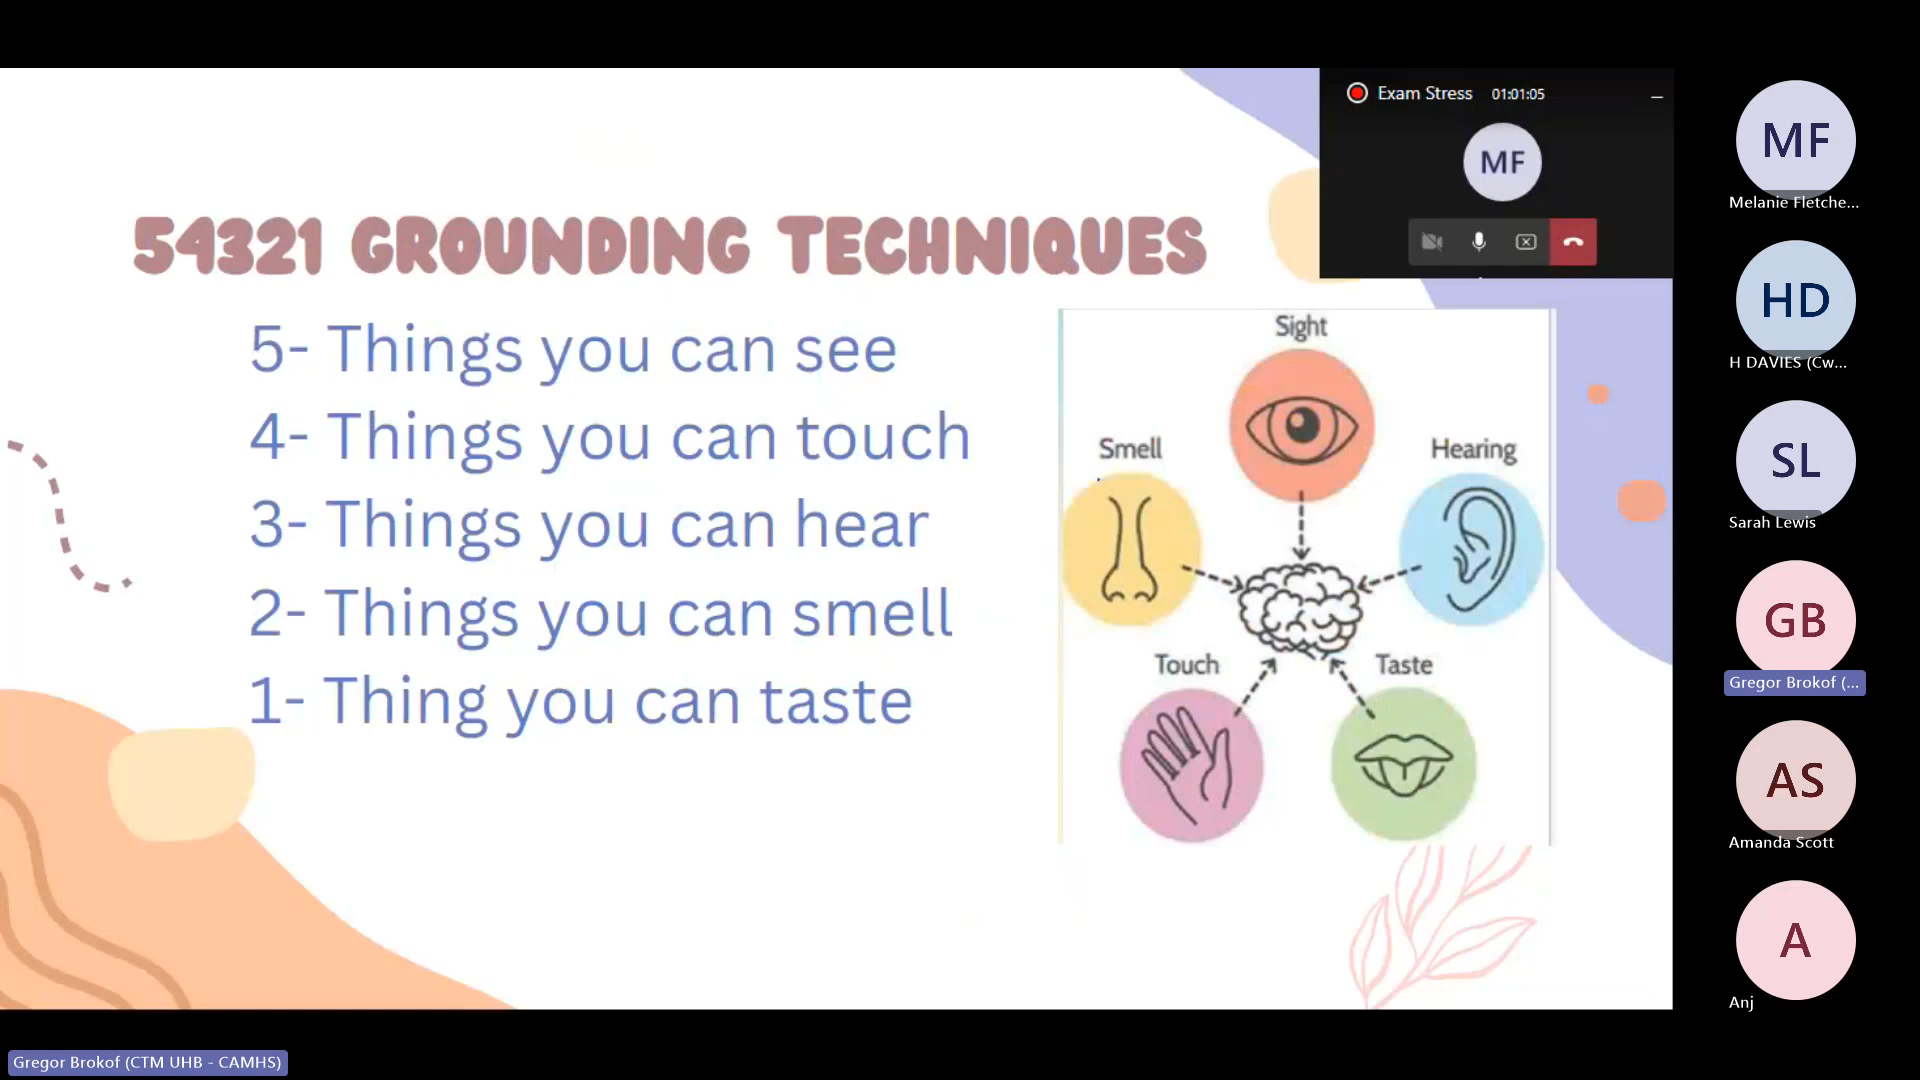 Exam Stress 01:01:05
MF
54321 GROUNDING TECHNIQUES
5- Things you can see
4- Things you can touch
3- Things you can hear
2- Things you can smell
1- Thing you can taste
Sight
Smell
Hearing
Touch
Taste
MF
Melanie Fletche...
HD
H DAVIES (Cw...
SL
Sarah Lewis
GB
Gregor Brokof (...
AS
Amanda Scott
A
Anj
Gregor Brokof (CTM UHB - CAMHS)